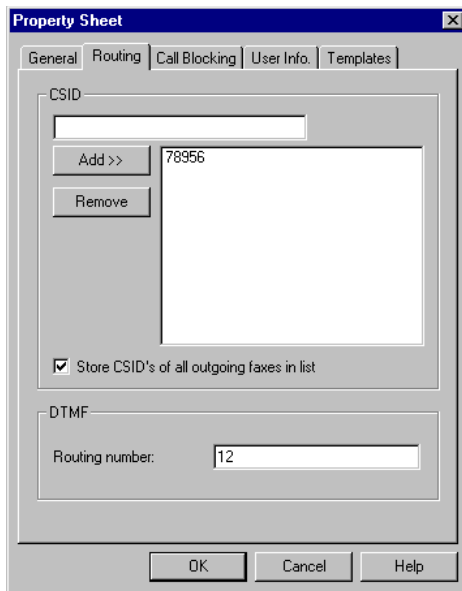 Property Sheet
General Routing Call Blocking User Info. Templates
CSID
Add >>
78956
Remove
Store CSID's of all outgoing faxes in list
DTMF
Routing number: 12
OK Cancel Help